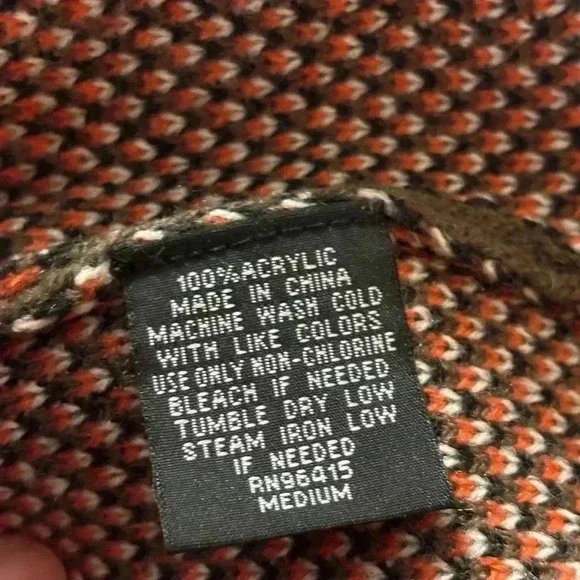 100%ACRYLIC
MADE IN CHINA
MACHINE WASH COLD
WITH LIKE COLORS
USE ONLY NON-CHLORINE
BLEACH IF NEEDED
TUMBLE DRY LOW
STEAM IRON LOW
IF NEEDED
RN96415
MEDIUM